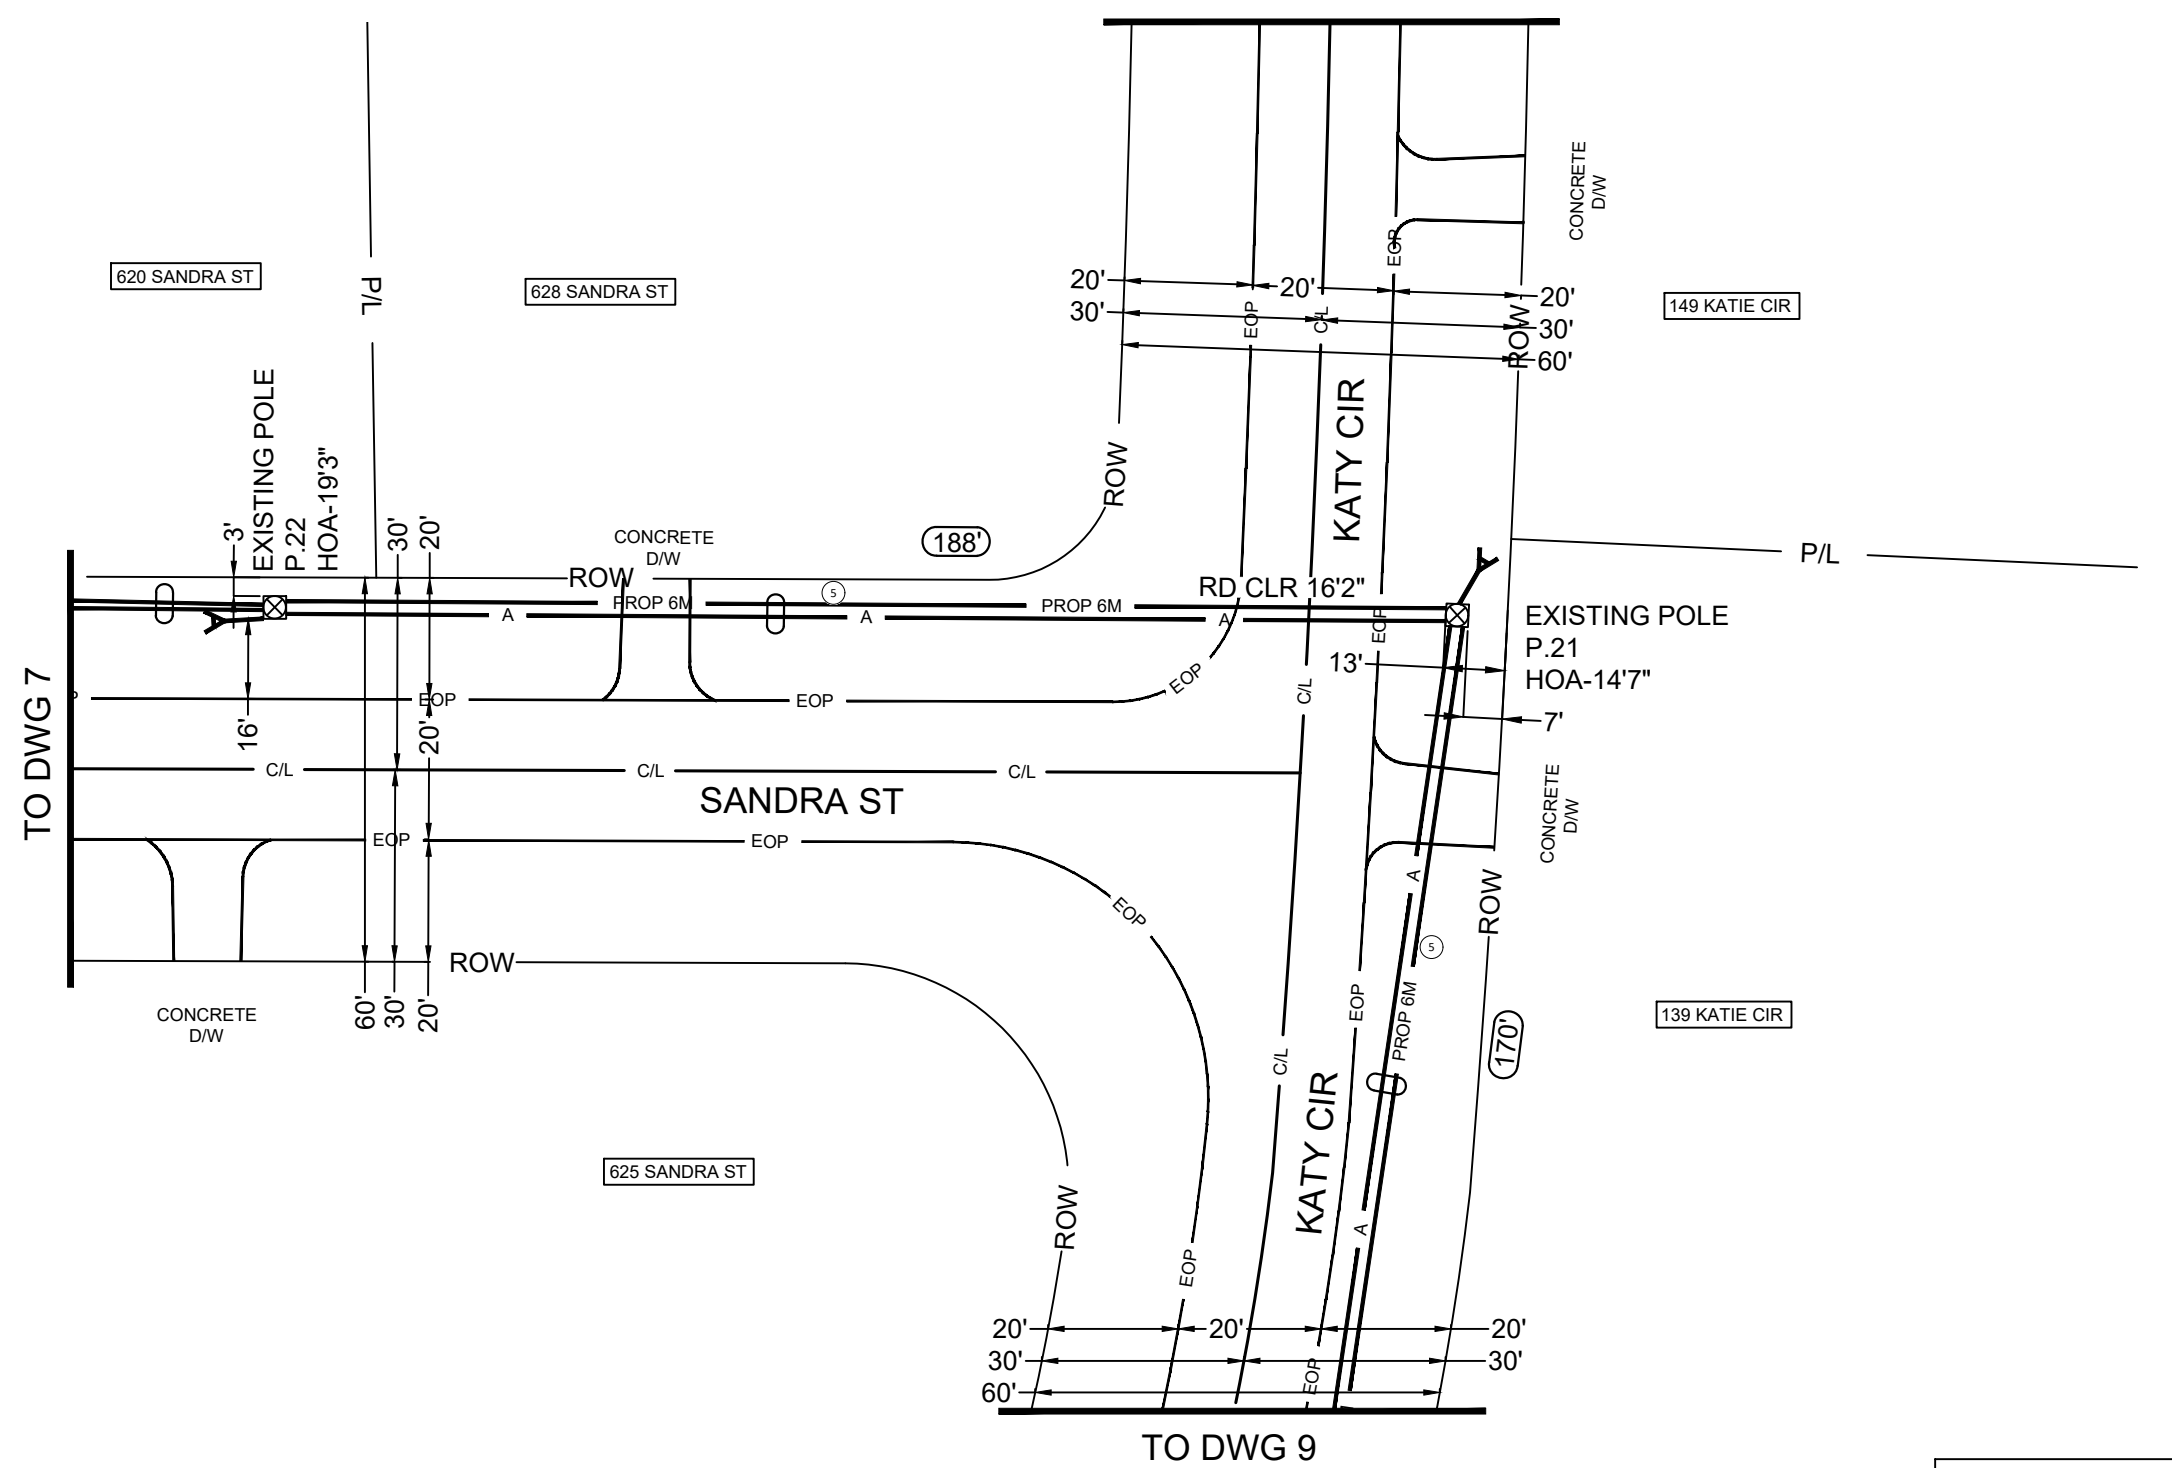 620 SANDRA ST
P/L
628 SANDRA ST
20'
20'
20'
30'
30'
60'
EOP
C/L
EOP
ROW
CONCRETE
D/W
149 KATIE CIR
KATY CIR
ROW
EXISTING POLE
P.22
HOA-19'3"
3'
30'
20'
CONCRETE
D/W
188'
ROW
RD CLR 16'2"
P/L
PROP 6M
5
PROP 6M
A
A
A
EOP
EXISTING POLE
P.21
HOA-14'7"
13'
7'
16'
EOP
20'
EOP
EOP
C/L
TO DWG 7
C/L
C/L
C/L
SANDRA ST
EOP
EOP
CONCRETE
D/W
A
EOP
ROW
5
ROW
CONCRETE
D/W
60'
30'
20'
EOP
PROP 6M
170'
139 KATIE CIR
C/L
KATY CIR
625 SANDRA ST
ROW
A
EOP
20'
20'
20'
30'
30'
60'
EOP
TO DWG 9